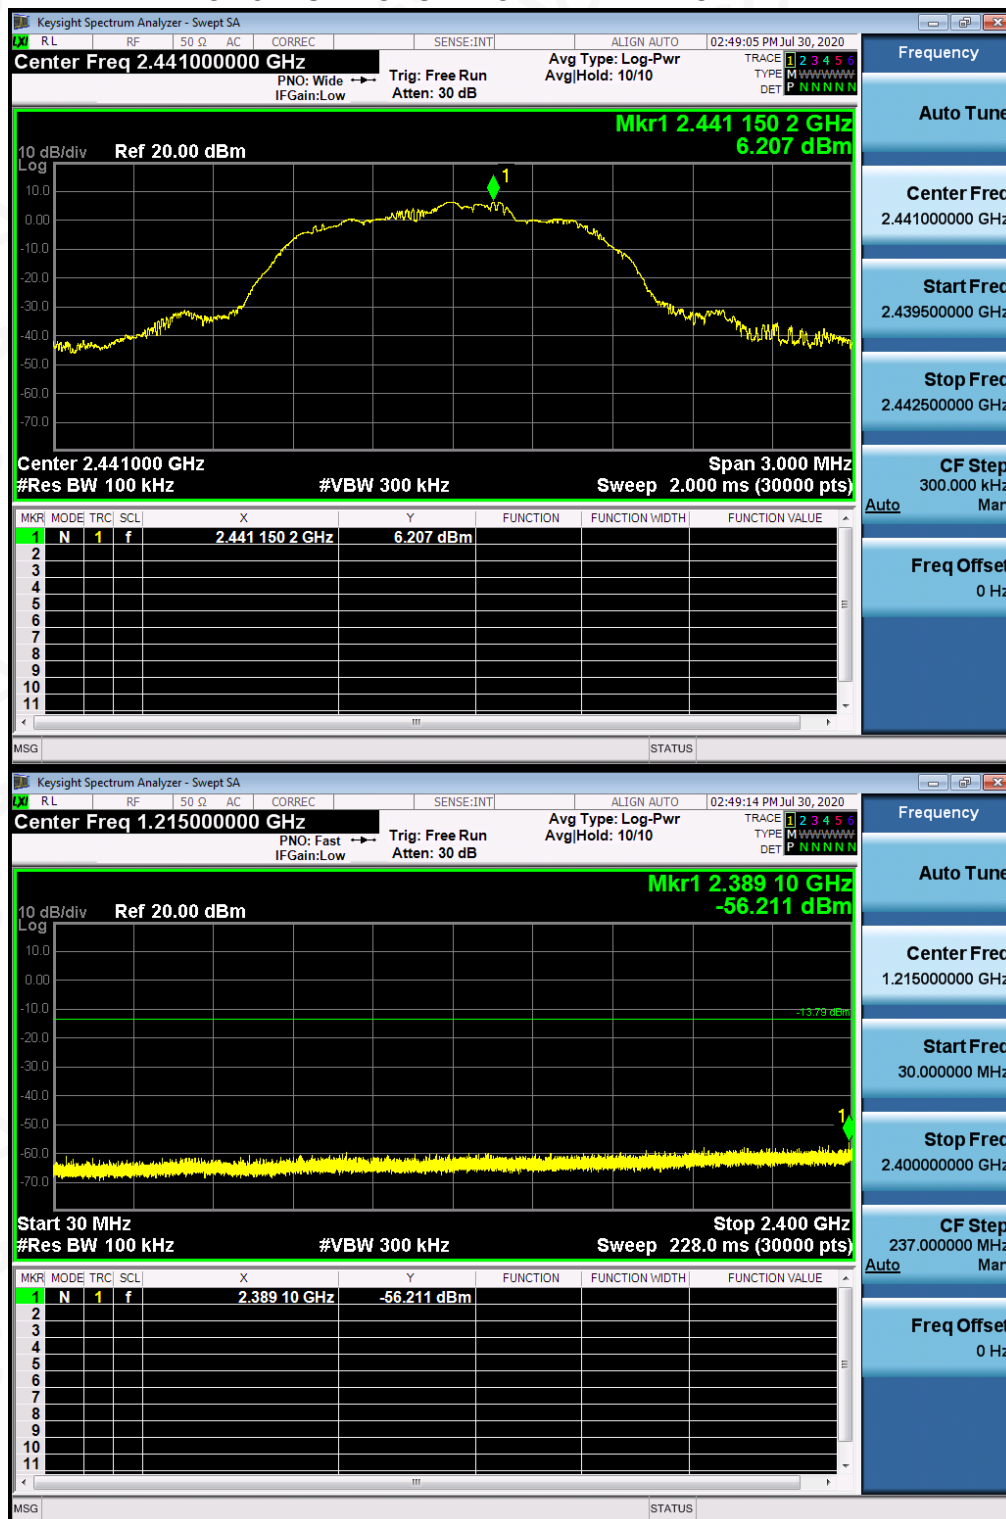 Keysight Spectrum Analyzer - Swept SA
LXI RL RF 50 Ω AC CORREC SENSE:INT ALIGN AUTO 02:49:05 PM Jul 30, 2020
Center Freq 2.441000000 GHz
PNO: Wide
IFGain:Low
Trig: Free Run
Atten: 30 dB
Avg Type: Log-Pwr
Avg|Hold: 10/10
TRACE 1 2 3 4 5 6
TYPE M WWWWW
DET P N N N N N
Mkr1 2.441 150 2 GHz
6.207 dBm
10 dB/div Ref 20.00 dBm
Log
10.0
0.00
-10.0
-20.0
-30.0
-40.0
-50.0
-60.0
-70.0
1
Center 2.441000 GHz Span 3.000 MHz
#Res BW 100 kHz #VBW 300 kHz Sweep 2.000 ms (30000 pts)
MKR MODE TRC SCL X Y FUNCTION FUNCTION WIDTH FUNCTION VALUE
1 N 1 f 2.441 150 2 GHz 6.207 dBm
2
3
4
5
6
7
8
9
10
11
MSG STATUS
Frequency
Auto Tune
Center Freq
2.441000000 GHz
Start Freq
2.439500000 GHz
Stop Freq
2.442500000 GHz
CF Step
300.000 kHz
Auto Man
Freq Offset
0 Hz
Keysight Spectrum Analyzer - Swept SA
LXI RL RF 50 Ω AC CORREC SENSE:INT ALIGN AUTO 02:49:14 PM Jul 30, 2020
Center Freq 1.215000000 GHz
PNO: Fast
IFGain:Low
Trig: Free Run
Atten: 30 dB
Avg Type: Log-Pwr
Avg|Hold: 10/10
TRACE 1 2 3 4 5 6
TYPE M WWWWW
DET P N N N N N
Mkr1 2.389 10 GHz
-56.211 dBm
10 dB/div Ref 20.00 dBm
Log
10.0
0.00
-10.0
-20.0
-30.0
-40.0
-50.0
-60.0
-70.0
-13.79 dBm
1
Start 30 MHz Stop 2.400 GHz
#Res BW 100 kHz #VBW 300 kHz Sweep 228.0 ms (30000 pts)
MKR MODE TRC SCL X Y FUNCTION FUNCTION WIDTH FUNCTION VALUE
1 N 1 f 2.389 10 GHz -56.211 dBm
2
3
4
5
6
7
8
9
10
11
MSG STATUS
Frequency
Auto Tune
Center Freq
1.215000000 GHz
Start Freq
30.000000 MHz
Stop Freq
2.400000000 GHz
CF Step
237.000000 MHz
Auto Man
Freq Offset
0 Hz